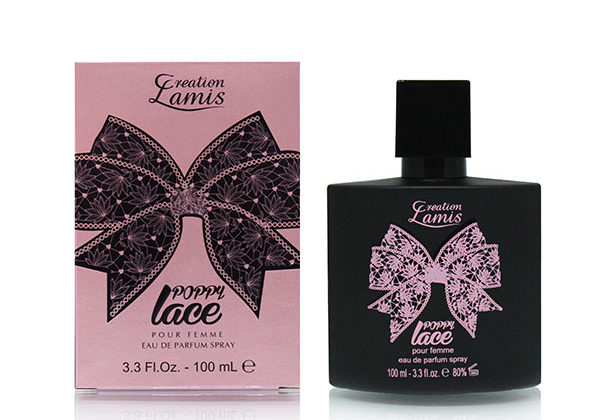 Creation
Lamis
POPPY
lace
POUR FEMME
EAU DE PARFUM SPRAY
3.3 Fl.Oz. - 100 mL ℮
Creation
Lamis
POPPY
lace
pour femme
eau de parfum spray
100 ml - 3.3 fl. oz ℮ 80%